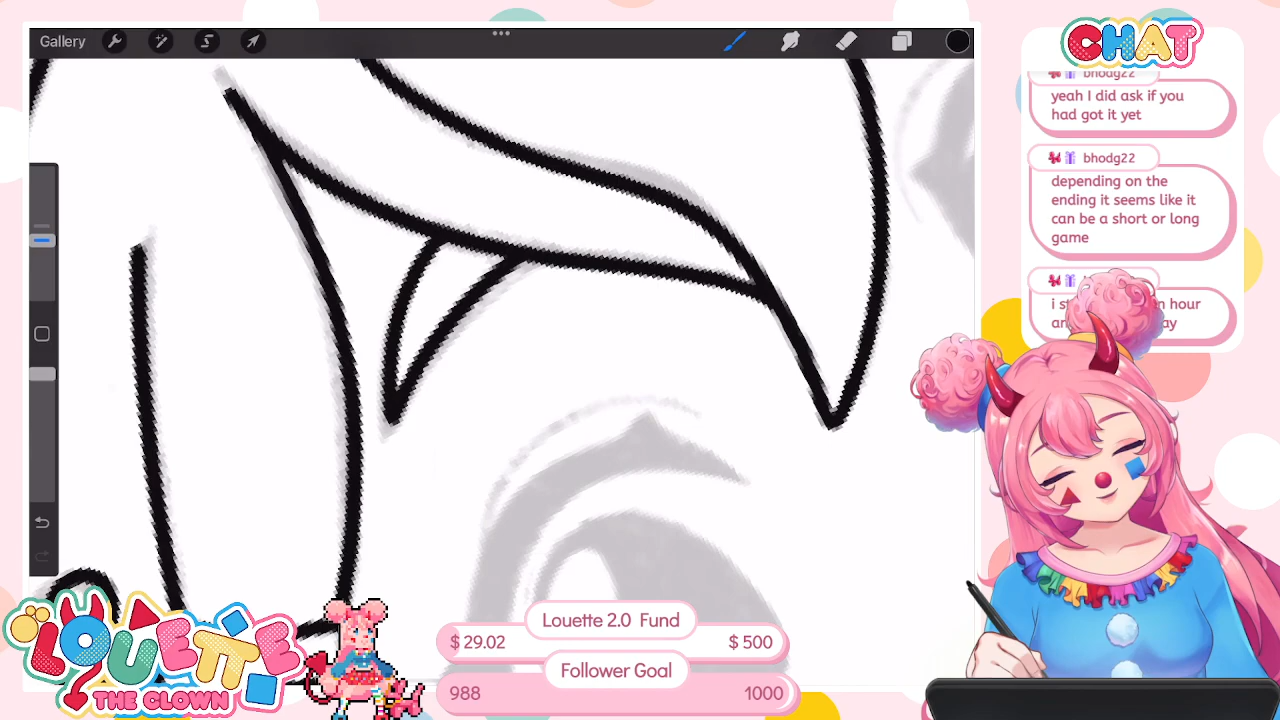 Gallery
CHAT
bhodg22
yeah I did ask if you
had got it yet
bhodg22
depending on the
ending it seems like it
can be a short or long
game
hour
LOUETTE
THE CLOWN
Louette 2.0 Fund
$ 29.02
$ 500
Follower Goal
988
1000